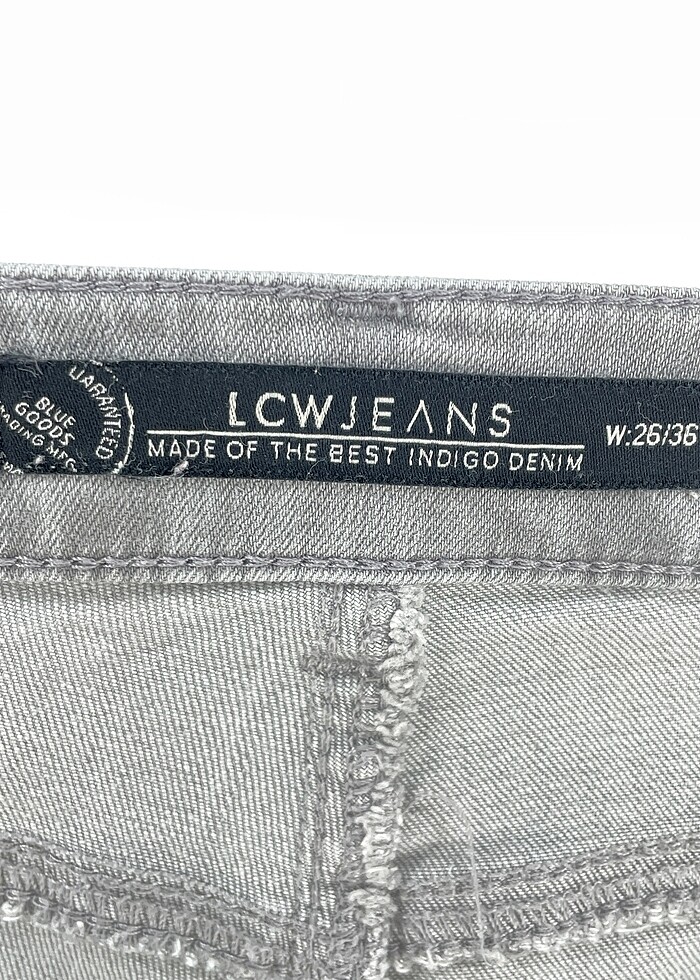 UARANTEED
BLUE
GOODS
LCWJEANS
MADE OF THE BEST INDIGO DENIM
W:26/36